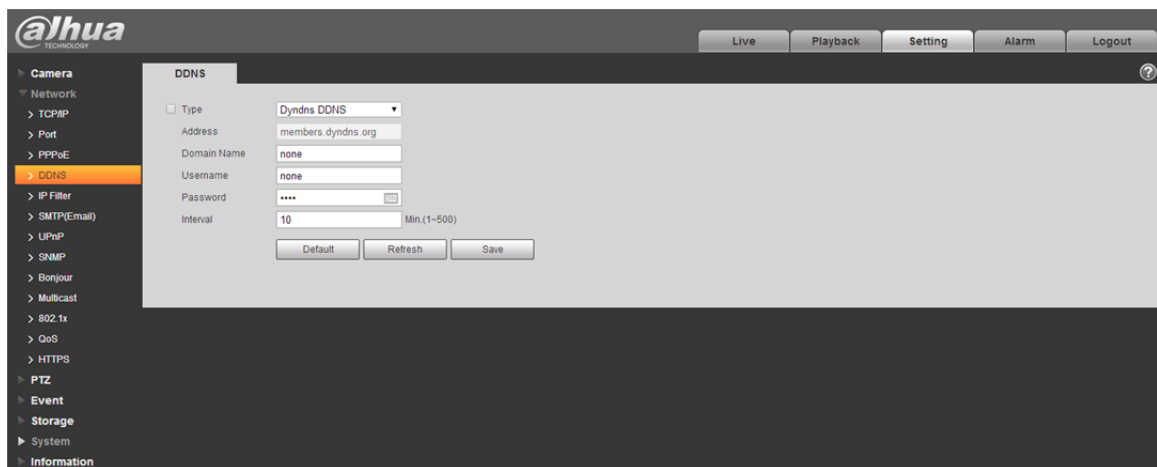 alhua
TECHNOLOGY
Live Playback Setting Alarm Logout
Camera
Network
TCP/IP
Port
PPPoE
DDNS
IP Filter
SMTP(Email)
UPnP
SNMP
Bonjour
Multicast
802.1x
QoS
HTTPS
PTZ
Event
Storage
System
Information
DDNS
?
Type Dyndns DDNS
Address members.dyndns.org
Domain Name none
Username none
Password ••••
Interval 10 Min.(1~500)
Default Refresh Save